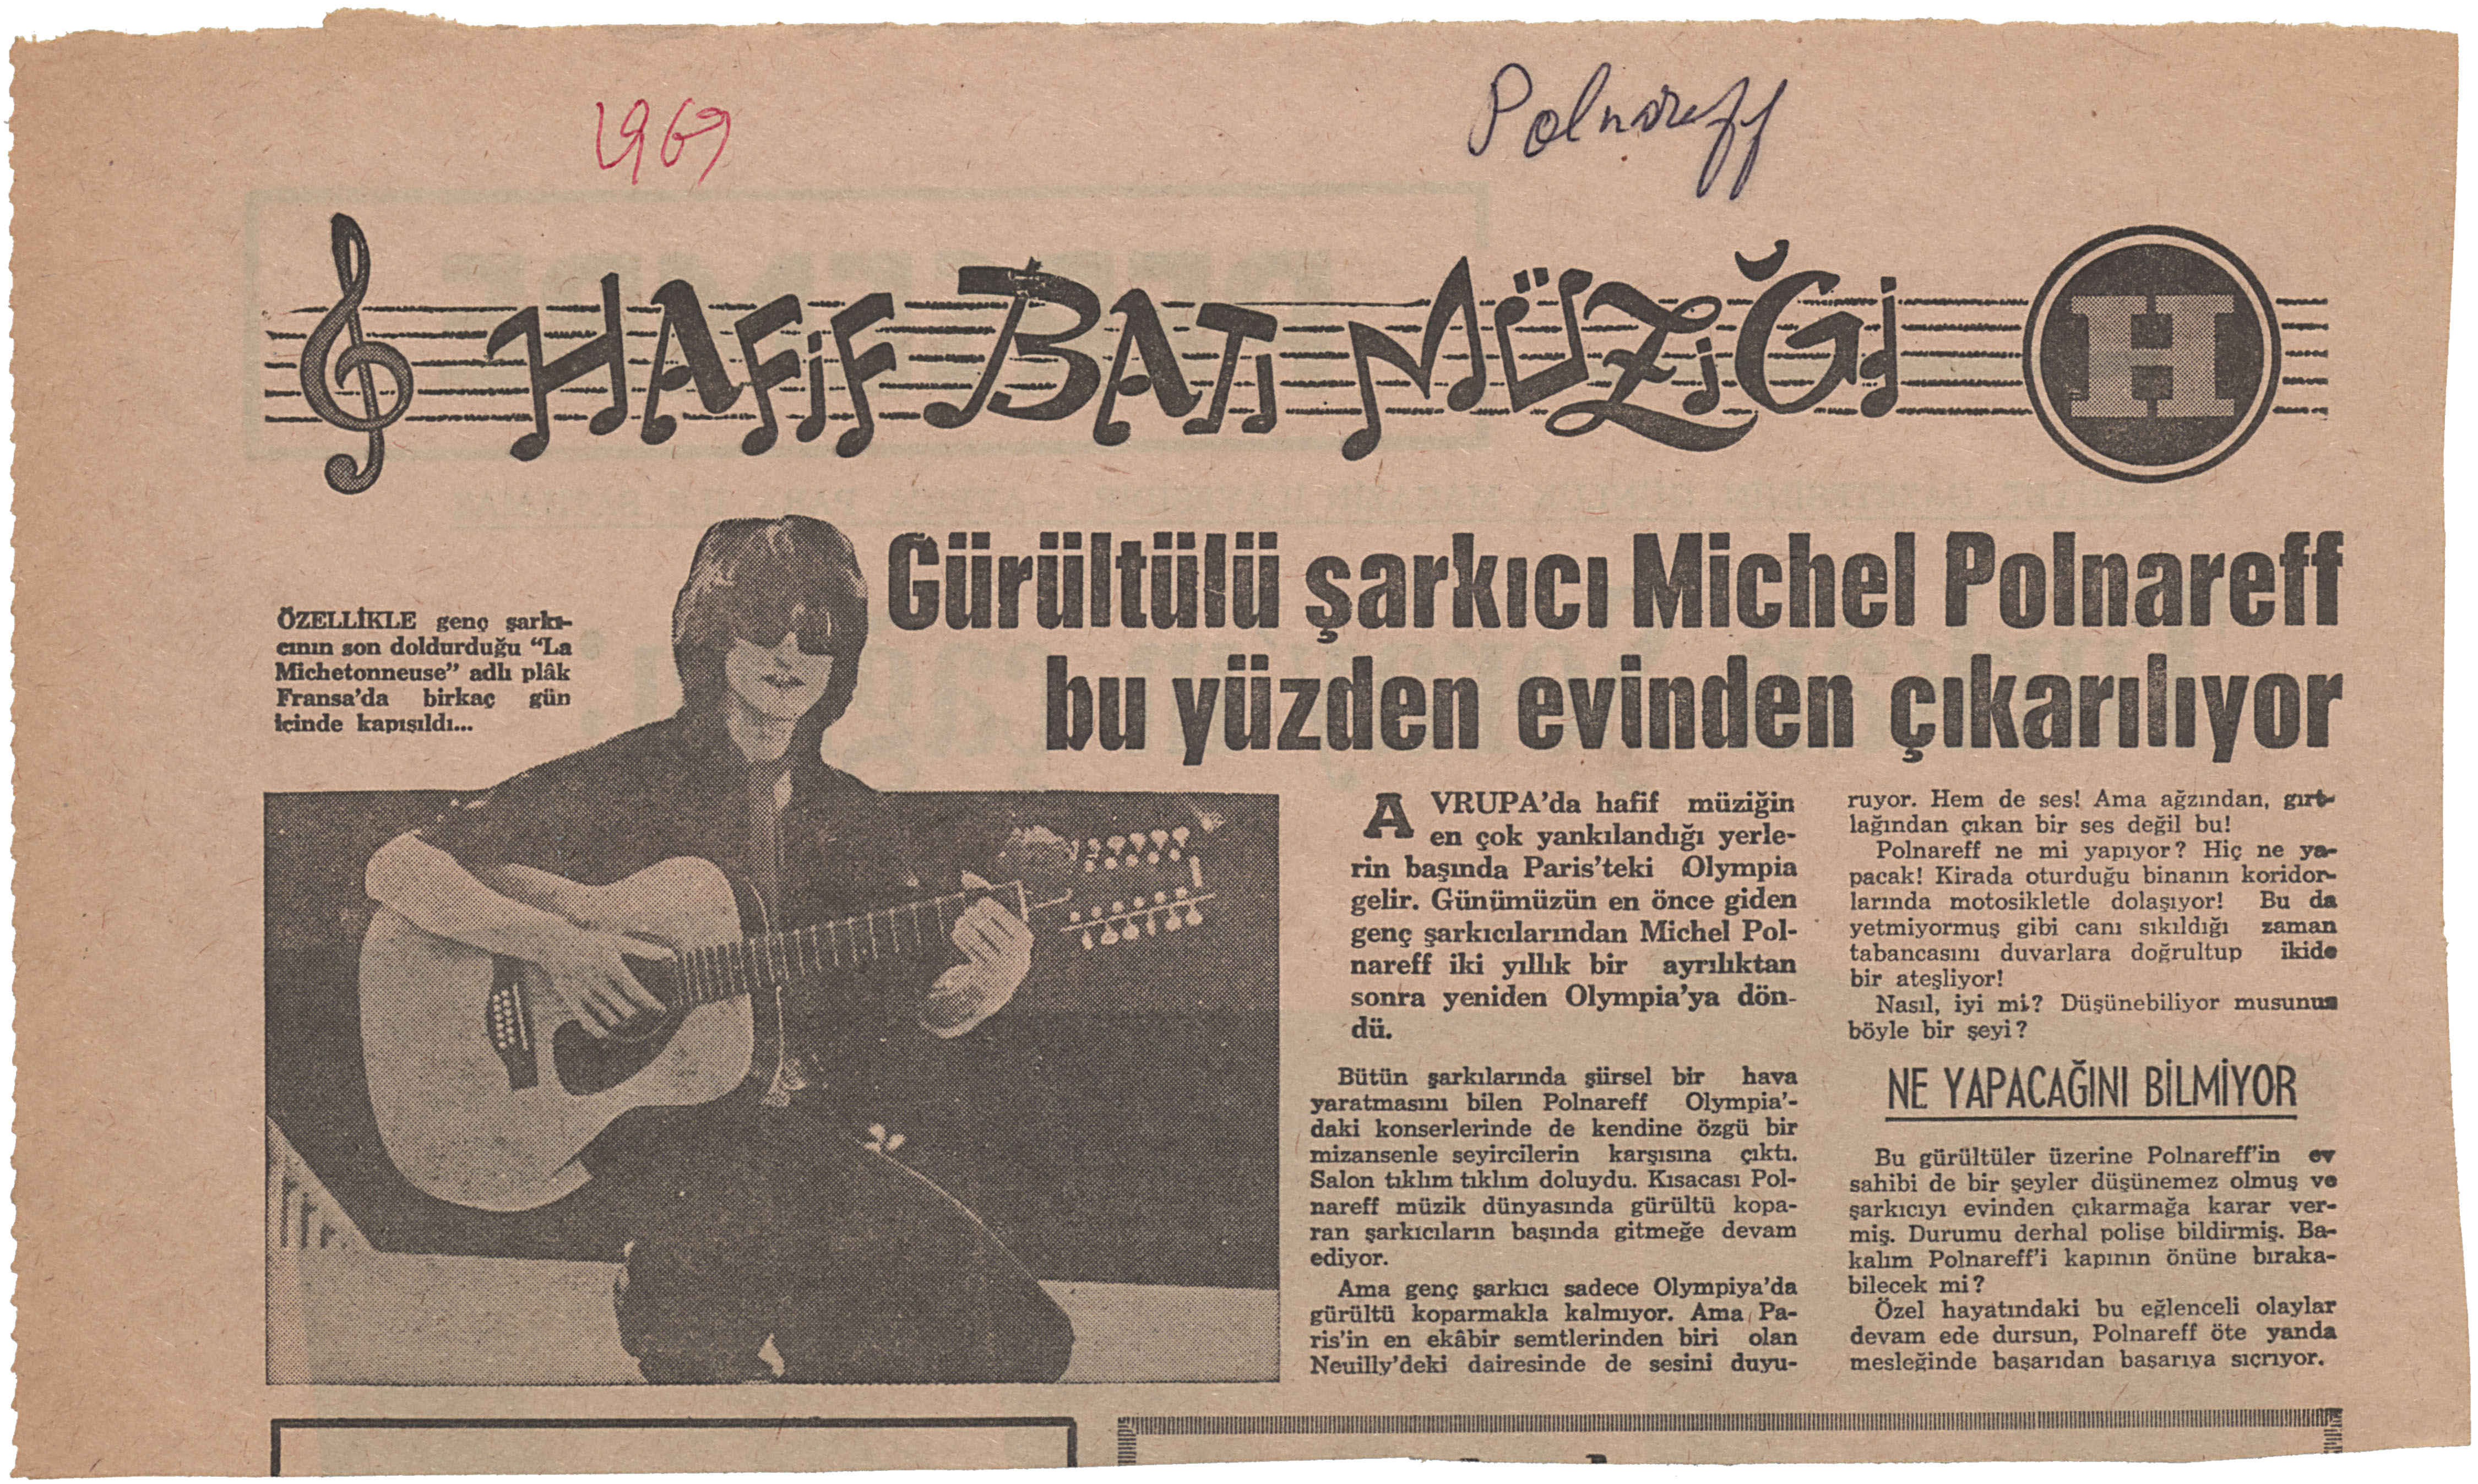 1969
Polnareff
HAFİF BATI MÜZİĞİ
H
Gürültülü şarkıcı Michel Polnareff
bu yüzden evinden çıkarılıyor
ÖZELLİKLE genç şarkı-
cının son doldurduğu “La
Michetonneuse” adlı plâk
Fransa’da birkaç gün
içinde kapışıldı...
AVRUPA’da hafif müziğin
en çok yankılandığı yerle-
rin başında Paris’teki Olympia
gelir. Günümüzün en önce giden
genç şarkıcılarından Michel Pol-
nareff iki yıllık bir ayrılıktan
sonra yeniden Olympia’ya dön-
dü.
Bütün şarkılarında şiirsel bir hava
yaratmasını bilen Polnareff Olympia’-
daki konserlerinde de kendine özgü bir
mizansenle seyircilerin karşısına çıktı.
Salon tıklım tıklım doluydu. Kısacası Pol-
nareff müzik dünyasında gürültü kopa-
ran şarkıcıların başında gitmeğe devam
ediyor.
Ama genç şarkıcı sadece Olympiya’da
gürültü koparmakla kalmıyor. Ama Pa-
ris’in en ekâbir semtlerinden biri olan
Neuilly’deki dairesinde de sesini duyu-
ruyor. Hem de ses! Ama ağzından, gırt-
lağından çıkan bir ses değil bu!
Polnareff ne mi yapıyor? Hiç ne ya-
pacak! Kirada oturduğu binanın koridor-
larında motosikletle dolaşıyor! Bu da
yetmiyormuş gibi canı sıkıldığı zaman
tabancasını duvarlara doğrultup ikide
bir ateşliyor!
Nasıl, iyi mi? Düşünebiliyor musunus
böyle bir şeyi?
NE YAPACAĞINI BİLMİYOR
Bu gürültüler üzerine Polnareff’in ev
sahibi de bir şeyler düşünemez olmuş ve
şarkıcıyı evinden çıkarmağa karar ver-
miş. Durumu derhal polise bildirmiş. Ba-
kalım Polnareff’i kapının önüne bıraka-
bilecek mi?
Özel hayatındaki bu eğlenceli olaylar
devam ede dursun, Polnareff öte yanda
mesleğinde başarıdan başarıya sıçrıyor.